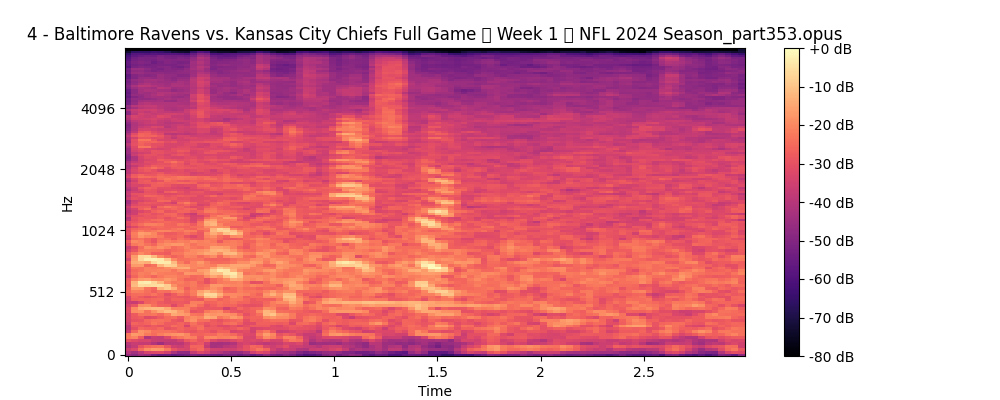 4 - Baltimore Ravens vs. Kansas City Chiefs Full Game ▯ Week 1 ▯ NFL 2024 Season_part353.opus
+0 dB
-10 dB
4096
-20 dB
2048
-30 dB
Hz
1024
-40 dB
-50 dB
512
-60 dB
-70 dB
0
-80 dB
0 0.5 1 1.5 2 2.5
Time